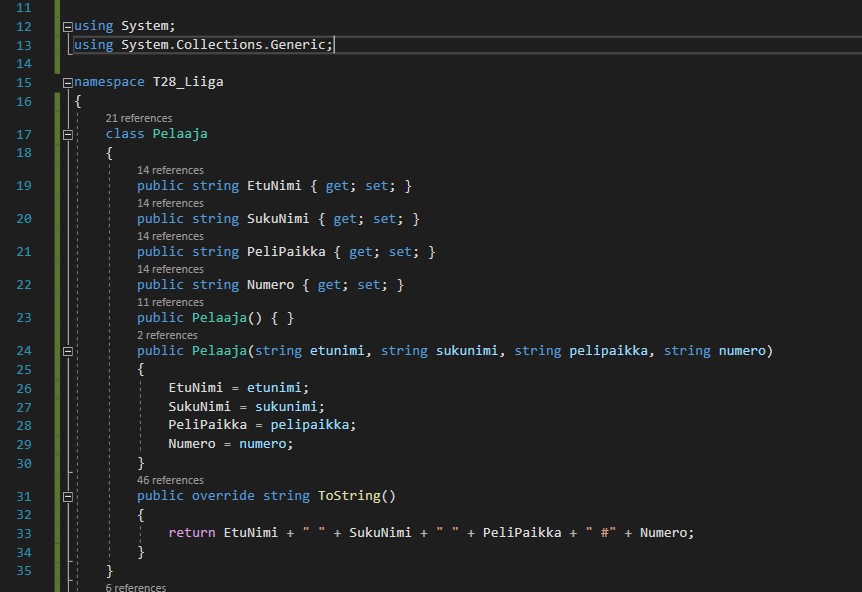 11
12 using System;
13 using System.Collections.Generic;
14
15 namespace T28_Liiga
16 {
21 references
17 class Pelaaja
18 {
14 references
19 public string EtuNimi { get; set; }
14 references
20 public string SukuNimi { get; set; }
14 references
21 public string PeliPaikka { get; set; }
14 references
22 public string Numero { get; set; }
11 references
23 public Pelaaja() { }
2 references
24 public Pelaaja(string etunimi, string sukunimi, string pelipaikka, string numero)
25 {
26 EtuNimi = etunimi;
27 SukuNimi = sukunimi;
28 PeliPaikka = pelipaikka;
29 Numero = numero;
30 }
46 references
31 public override string ToString()
32 {
33 return EtuNimi + " " + SukuNimi + " " + PeliPaikka + " #" + Numero;
34 }
35 }
6 references